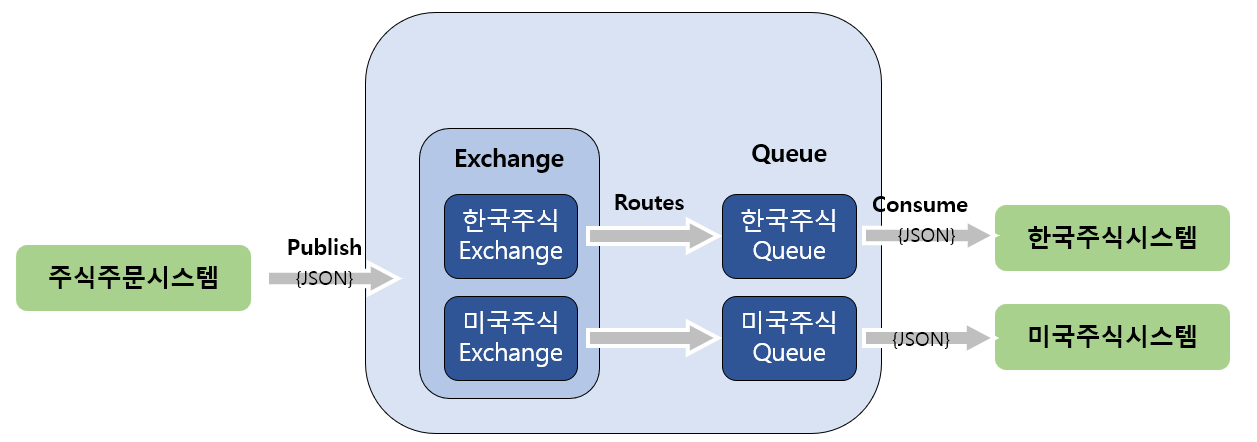 Exchange
Queue
한국주식
Exchange
Routes
한국주식
Queue
Consume
{JSON}
한국주식시스템
Publish
{JSON}
주식주문시스템
미국주식
Exchange
미국주식
Queue
{JSON}
미국주식시스템